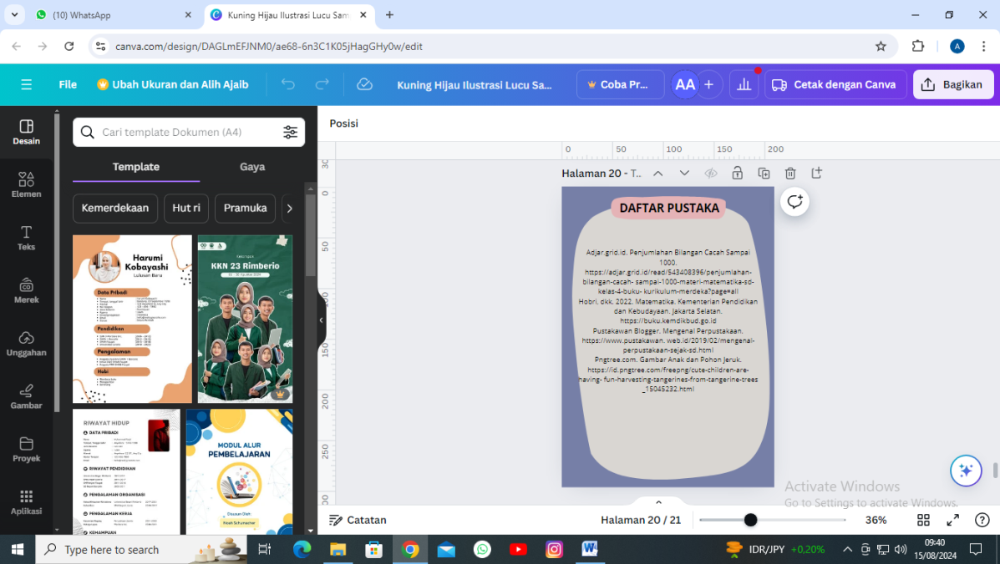 (10) WhatsApp
Kuning Hijau Ilustrasi Lucu Sam
canva.com/design/DAGLmEFJNM0/ae68-6n3C1K05jHagGHy0w/edit
A
File
Ubah Ukuran dan Alih Ajaib
Kuning Hijau Ilustrasi Lucu Sa...
Coba Pr...
AA
Cetak dengan Canva
Bagikan
Desain
Elemen
Teks
Merek
Unggahan
Gambar
Proyek
Aplikasi
Cari template Dokumen (A4)
Template
Gaya
Kemerdekaan
Hut ri
Pramuka
Harumi
Kobayashi
Lulusan Baru
Data Pribadi
Pendidikan
Pengalaman
Hobi
KKN 23 Rimberio
RIWAYAT HIDUP
DATA PRIBADI
RIWAYAT PENDIDIKAN
PENGALAMAN ORGANISASI
PENGALAMAN KERJA
KEMAMPUAN
MODUL ALUR
PEMBELAJARAN
Disusun Oleh:
Posisi
0 50 100 150 200
0
50
100
150
200
250
Halaman 20 - T..
DAFTAR PUSTAKA
Adjar.grid.id. Penjumlahan Bilangan Cacah Sampai
1000.
https://adjar.grid.id/read/543408396/penjumlahan-
bilangan-cacah- sampai-1000-materi-matematika-sd-
kelas-4-buku- kurikulum-merdeka?page=all
Hobri, dkk. 2022. Matematika. Kementerian Pendidikan
dan Kebudayaan. Jakarta Selatan.
https://buku.kemdikbud.go.id
Pustakawan Blogger. Mengenal Perpustakaan.
https://www.pustakawan. web.id/2019/02/mengenal-
perpustakaan-sejak-sd.html
Pngtree.com. Gambar Anak dan Pohon Jeruk.
https://id.pngtree.com/freepng/cute-children-are-
having- fun-harvesting-tangerines-from-tangerine-trees
_15045232.html
Activate Windows
Go to Settings to activate Windows.
Catatan
Halaman 20 / 21
36%
Type here to search
IDR/JPY +0,20%
09:40
15/08/2024